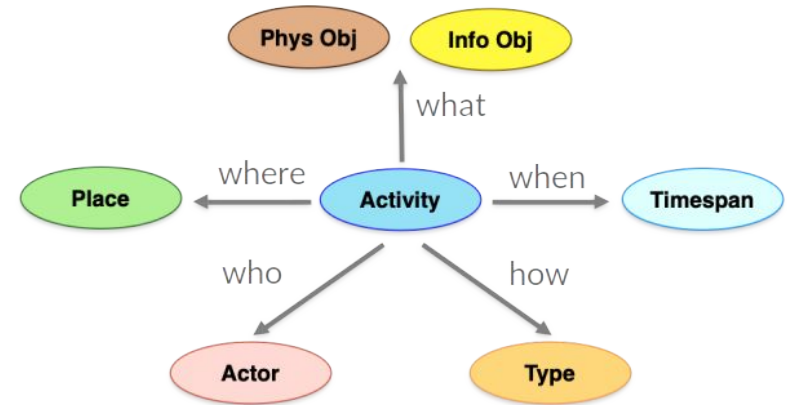 Phys Obj
Info Obj
what
where
when
Place
Activity
Timespan
who
how
Actor
Type